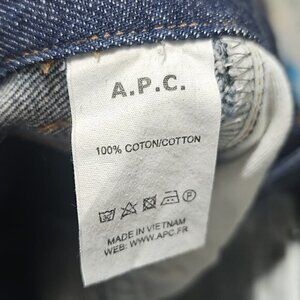 A.P.C.
100% COTON/COTTON
MADE IN VIETNAM
WEB: WWW.APC.FR